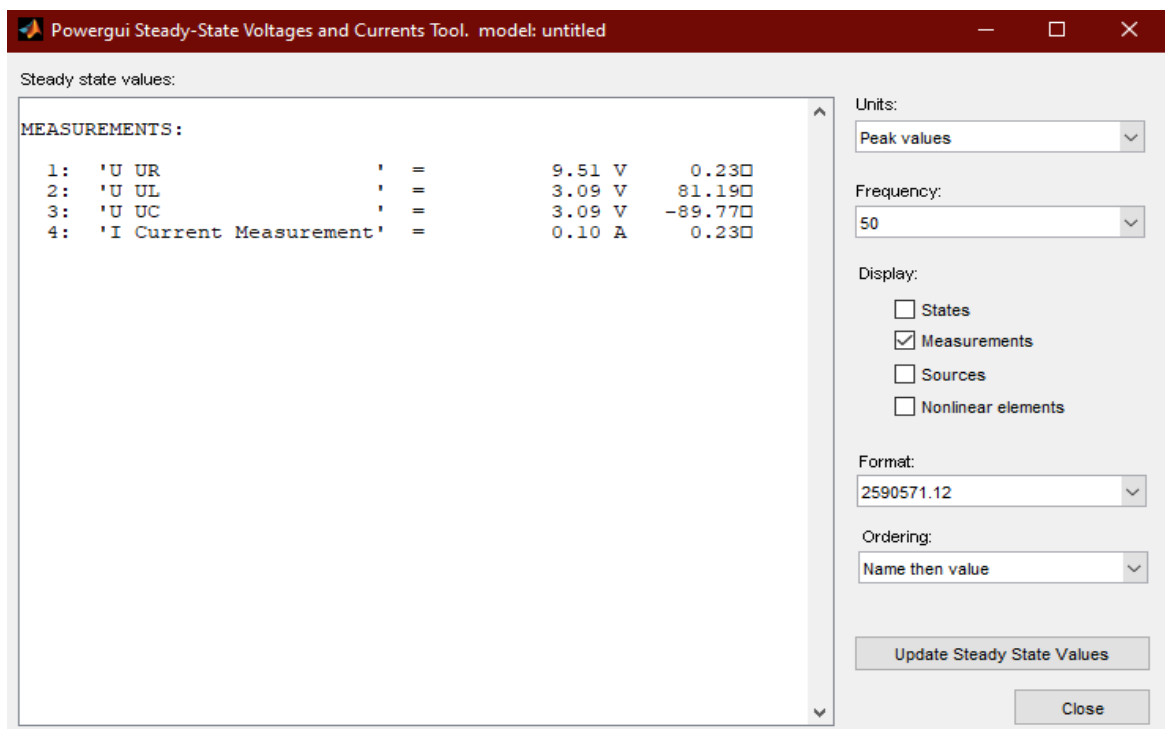 Powergui Steady-State Voltages and Currents Tool. model: untitled
Steady state values:
MEASUREMENTS:
1: 'U UR ' = 9.51 V 0.23□
2: 'U UL ' = 3.09 V 81.19□
3: 'U UC ' = 3.09 V -89.77□
4: 'I Current Measurement' = 0.10 A 0.23□
Units:
Peak values
Frequency:
50
Display:
States
Measurements
Sources
Nonlinear elements
Format:
2590571.12
Ordering:
Name then value
Update Steady State Values
Close